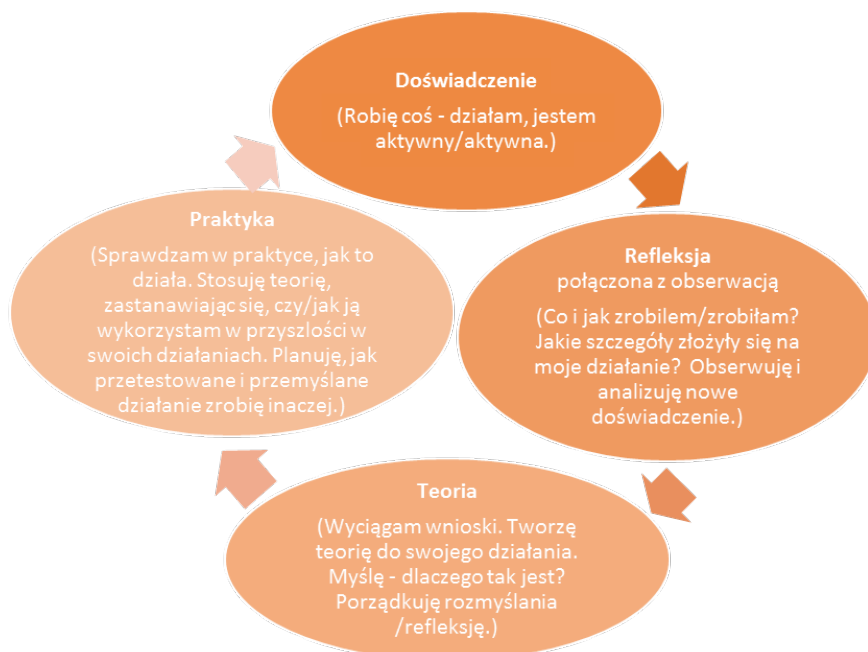 Doświadczenie
(Robię coś - działam, jestem
aktywny/aktywna.)
Refleksja
połączona z obserwacją
(Co i jak zrobilem/zrobiłam?
Jakie szczegóły złożyły się na
moje działanie?  Obserwuję i
analizuję nowe
doświadczenie.)
Teoria
(Wyciągam wnioski. Tworzę
teorię do swojego działania.
Myślę - dlaczego tak jest?
Porządkuję rozmyślania
/refleksję.)
Praktyka
(Sprawdzam w praktyce, jak to
działa. Stosuję teorię,
zastanawiając się, czy/jak ją
wykorzystam w przyszlości w
swoich działaniach. Planuję, jak
przetestowane i przemyślane
działanie zrobię inaczej.)